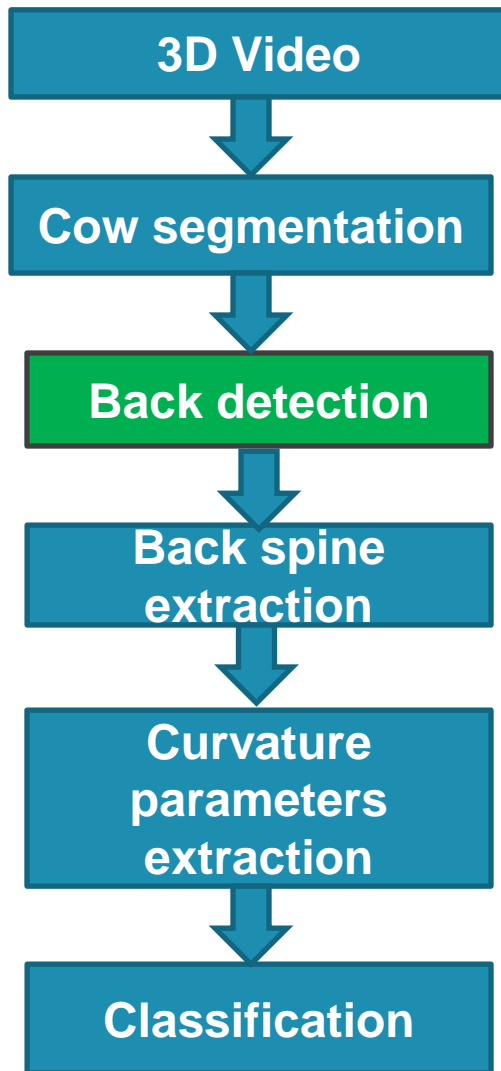 3D Video
Cow segmentation
Back detection
Back spine
extraction
Curvature
parameters
extraction
Classification